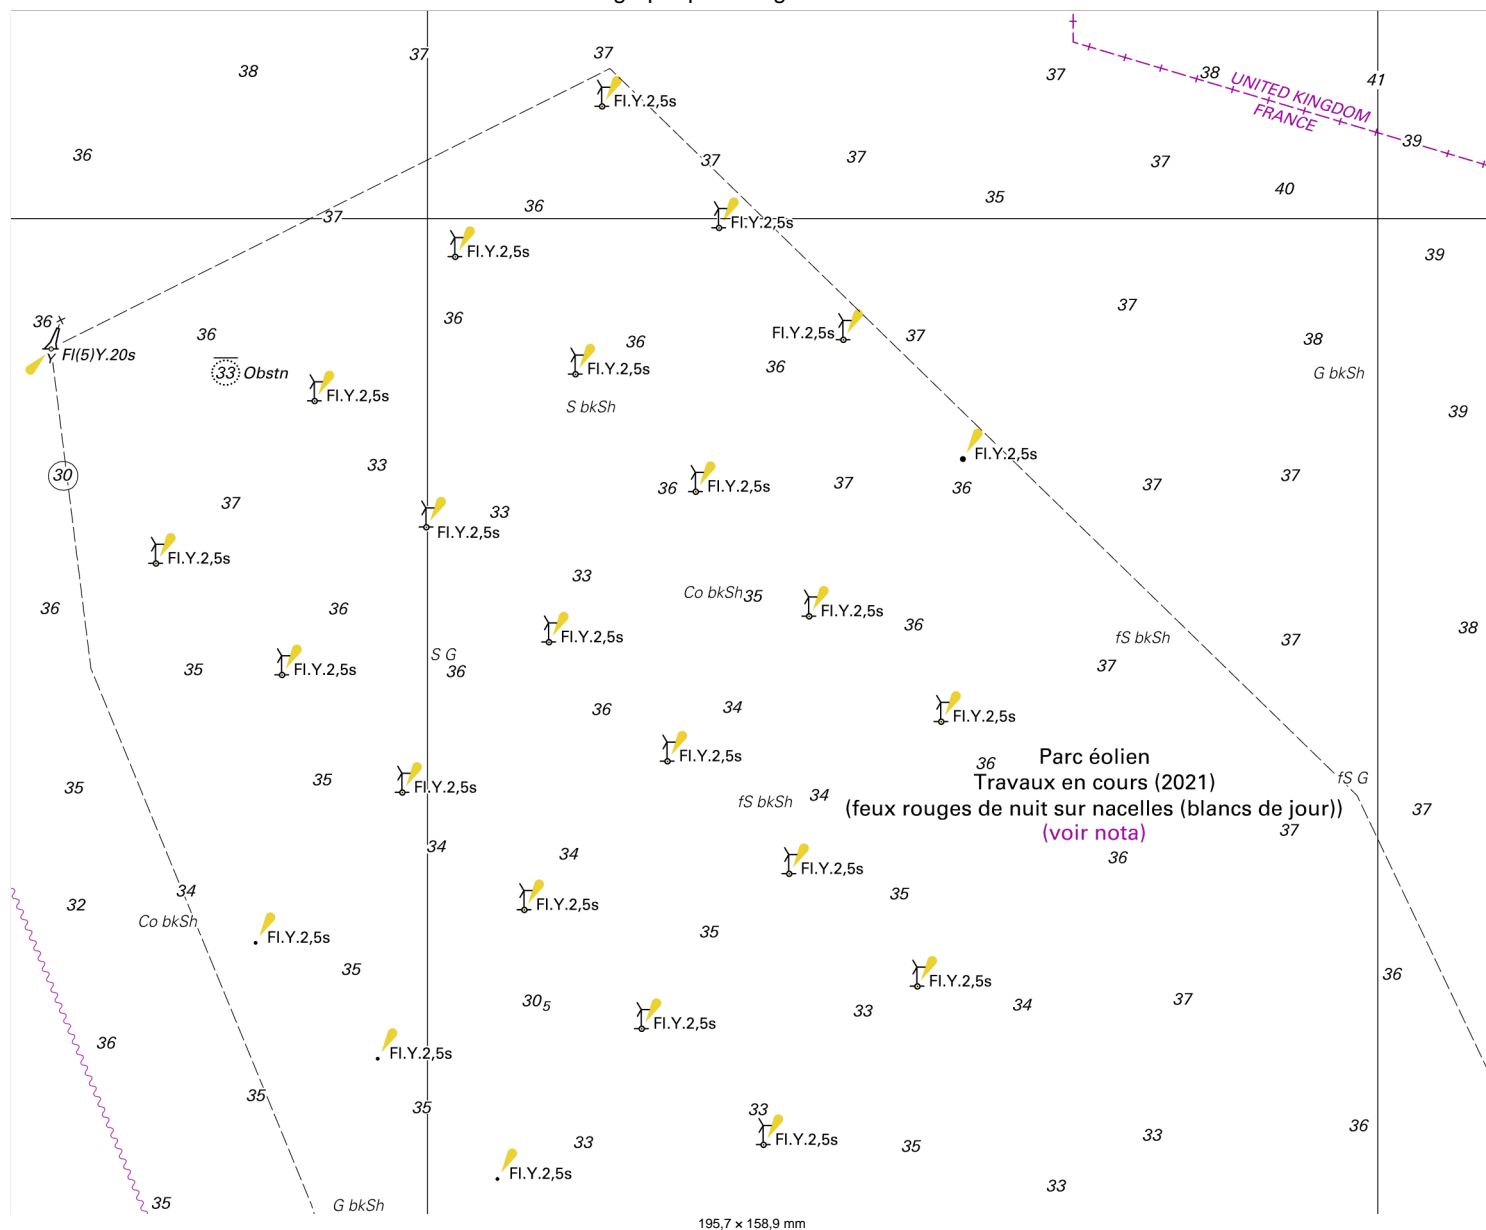 37
37
38
37
38
41
UNITED KINGDOM
FRANCE
Fl.Y.2,5s
39
36
37
37
37
40
35
36
37
Fl.Y.2,5s
Fl.Y.2,5s
39
37
36
36
36
Fl(5)Y.20s
Y
36
Fl.Y.2,5s
37
38
33 Obstn
Fl.Y.2,5s
36
G bkSh
Fl.Y.2,5s
S bkSh
39
33
Fl.Y.2,5s
30
37
36
Fl.Y.2,5s
37
36
37
37
33
Fl.Y.2,5s
Fl.Y.2,5s
33
Co bkSh
35
36
36
Fl.Y.2,5s
36
Fl.Y.2,5s
fS bkSh
37
38
S G
35
Fl.Y.2,5s
36
37
36
34
Fl.Y.2,5s
Fl.Y.2,5s
36
Parc éolien
fS G
Travaux en cours (2021)
35
35
Fl.Y.2,5s
fS bkSh
34
(feux rouges de nuit sur nacelles (blancs de jour))
37
(voir nota)
37
34
34
36
Fl.Y.2,5s
34
35
32
Fl.Y.2,5s
Co bkSh
Fl.Y.2,5s
35
35
Fl.Y.2,5s
36
305
37
34
33
Fl.Y.2,5s
36
Fl.Y.2,5s
35
35
33
36
33
Fl.Y.2,5s
33
35
Fl.Y.2,5s
33
35
G bkSh
195,7 × 158,9 mm